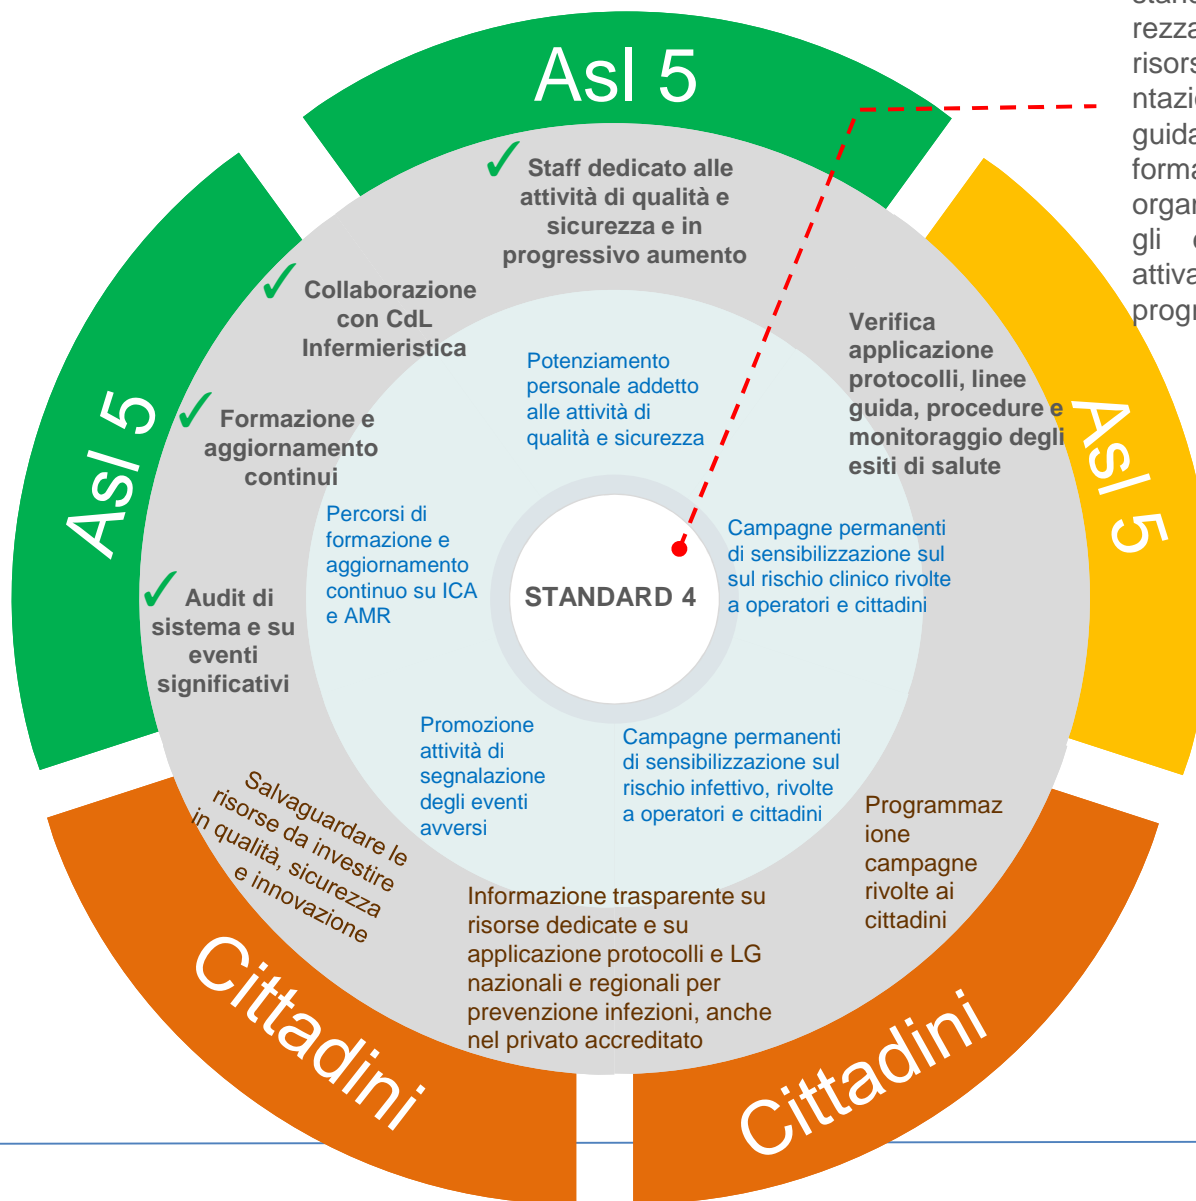 Asl 5
Staff dedicato alle
attività di qualità e
sicurezza e in
progressivo aumento
Collaborazione
con CdL
Infermieristica
Asl 5
Formazione e
aggiornamento
continui
Audit di
sistema e su
eventi
significativi
Verifica
applicazione
protocolli, linee
guida, procedure e
monitoraggio degli
esiti di salute
Asl 5
Potenziamento
personale addetto
alle attività di
qualità e sicurezza
Percorsi di
formazione e
aggiornamento
continuo su ICA
e AMR
Campagne permanenti
di sensibilizzazione sul
sul rischio clinico rivolte
a operatori e cittadini
STANDARD 4
Promozione
attività di
segnalazione
degli eventi
avversi
Campagne permanenti
di sensibilizzazione sul
rischio infettivo, rivolte
a operatori e cittadini
Salvaguardare le
risorse da investire
in qualità, sicurezza
e innovazione
Informazione trasparente su
risorse dedicate e su
applicazione protocolli e LG
nazionali e regionali per
prevenzione infezioni, anche
nel privato accreditato
Programmaz
ione
campagne
rivolte ai
cittadini
Cittadini
Cittadini
rezza
risors
ntazio
guida
forma
organ
gli e
attiva
progr